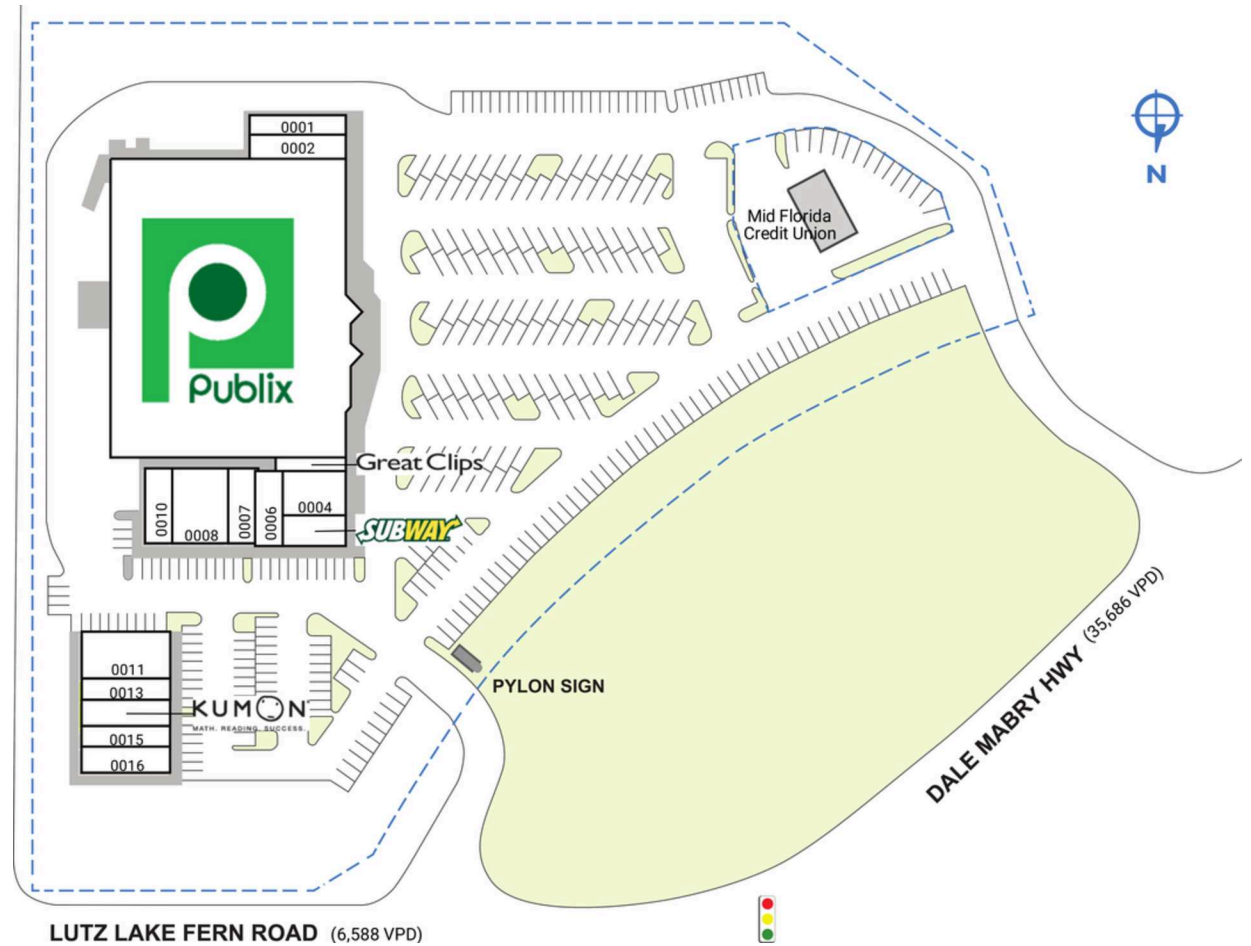 0001
0002
N
Mid Florida
Credit Union
Publix
Great Clips
0010
0008
0007
0006
0004
SUBWAY
0011
0013
KUMON
MATH. READING. SUCCESS.
0015
0016
PYLON SIGN
DALE MABRY HWY (35,686 VPD)
LUTZ LAKE FERN ROAD (6,588 VPD)